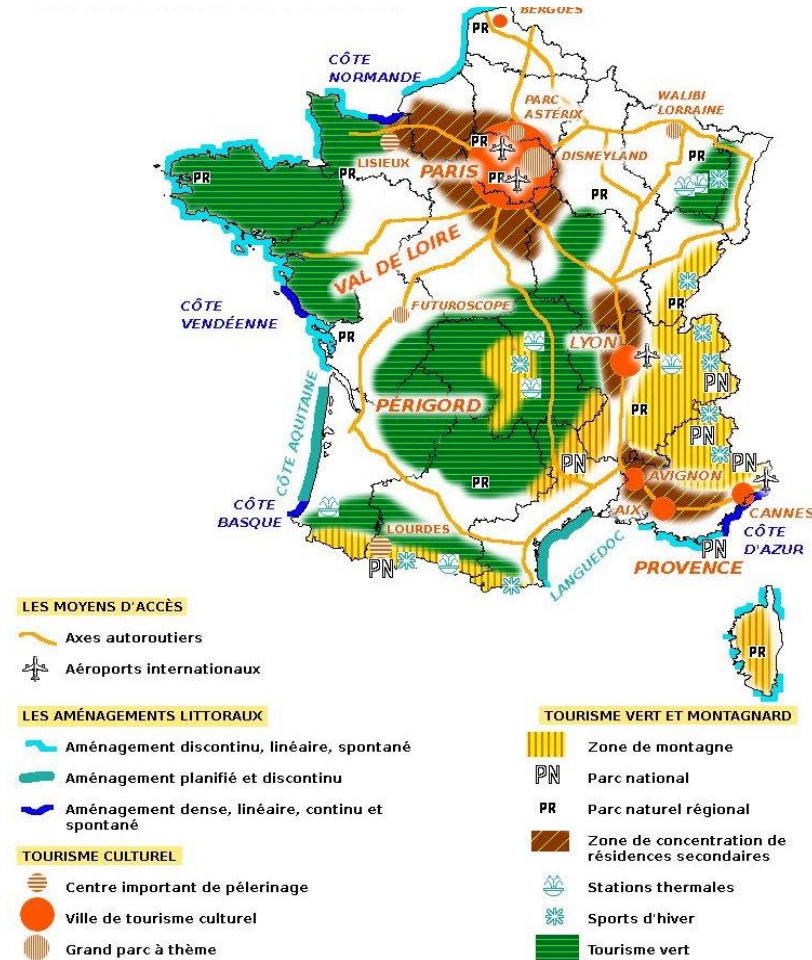 BERGUES
PR
CÔTE
NORMANDE
PARC
ASTÉRIX
WALIBI
LORRAINE
PR
LISIEUX
PARIS
DISNEYLAND
PR
PR
PR
PR
PR
VAL DE LOIRE
CÔTE
VENDÉENNE
FUTUROSCOPE
PR
PR
LYON
PN
CÔTE AQUITAINE
PÉRIGORD
PR
PN
PN
PN
PR
AVIGNON
CÔTE
BASQUE
LOURDES
AIX
CANNES
CÔTE
D'AZUR
PN
LANGUEDOC
PN
PROVENCE
PR
LES MOYENS D'ACCÈS
Axes autoroutiers
Aéroports internationaux
LES AMÉNAGEMENTS LITTORAUX
Aménagement discontinu, linéaire, spontané
Aménagement planifié et discontinu
Aménagement dense, linéaire, continu et
spontané
TOURISME CULTUREL
Centre important de pélerinage
Ville de tourisme culturel
Grand parc à thème
TOURISME VERT ET MONTAGNARD
Zone de montagne
PN Parc national
PR Parc naturel régional
Zone de concentration de
résidences secondaires
Stations thermales
Sports d'hiver
Tourisme vert